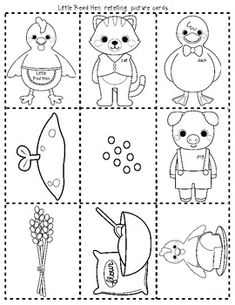 Little Red Hen retelling picture cards.
Little
Red Hen
cat
duck
pig
flour